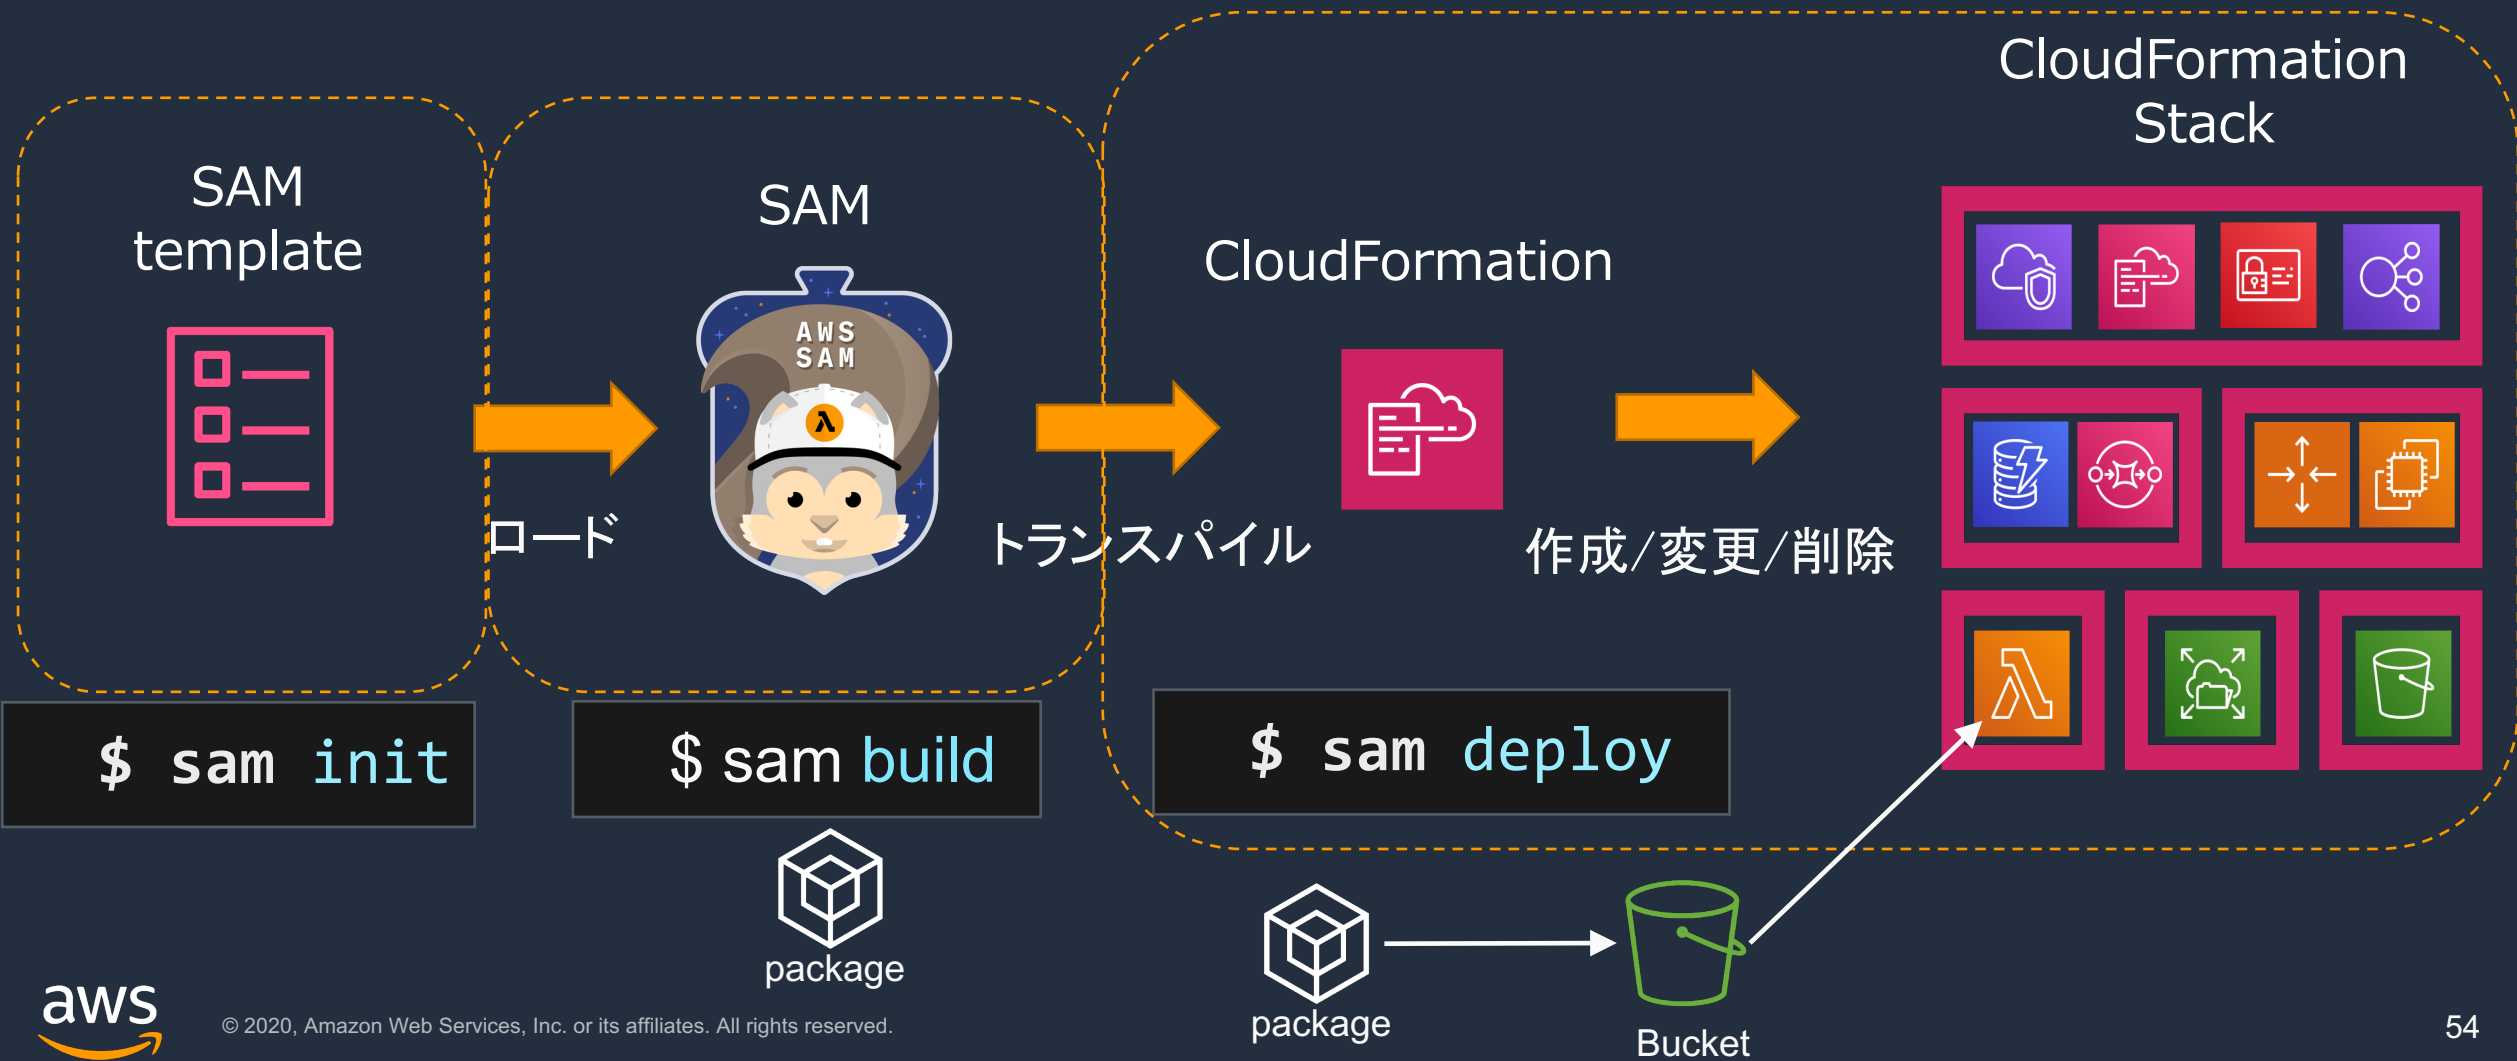 SAM
template
ロード
$ sam init
SAM
AWS
SAM
トランスパイル
$ sam build
package
CloudFormation
作成/変更/削除
$ sam deploy
package
Bucket
CloudFormation
Stack
aws
© 2020, Amazon Web Services, Inc. or its affiliates. All rights reserved.
54